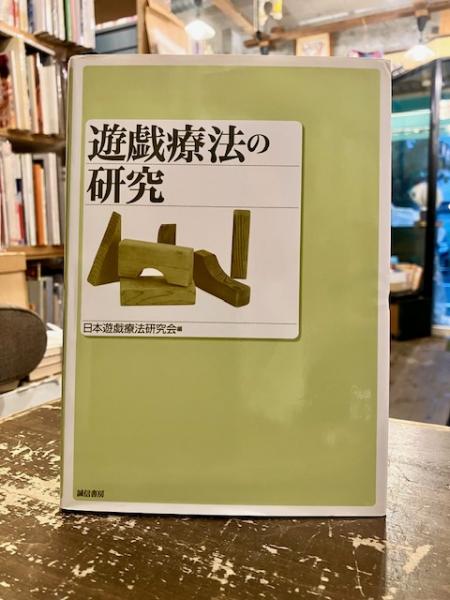 遊戯療法の
研究
日本遊戯療法研究会編
誠信書房